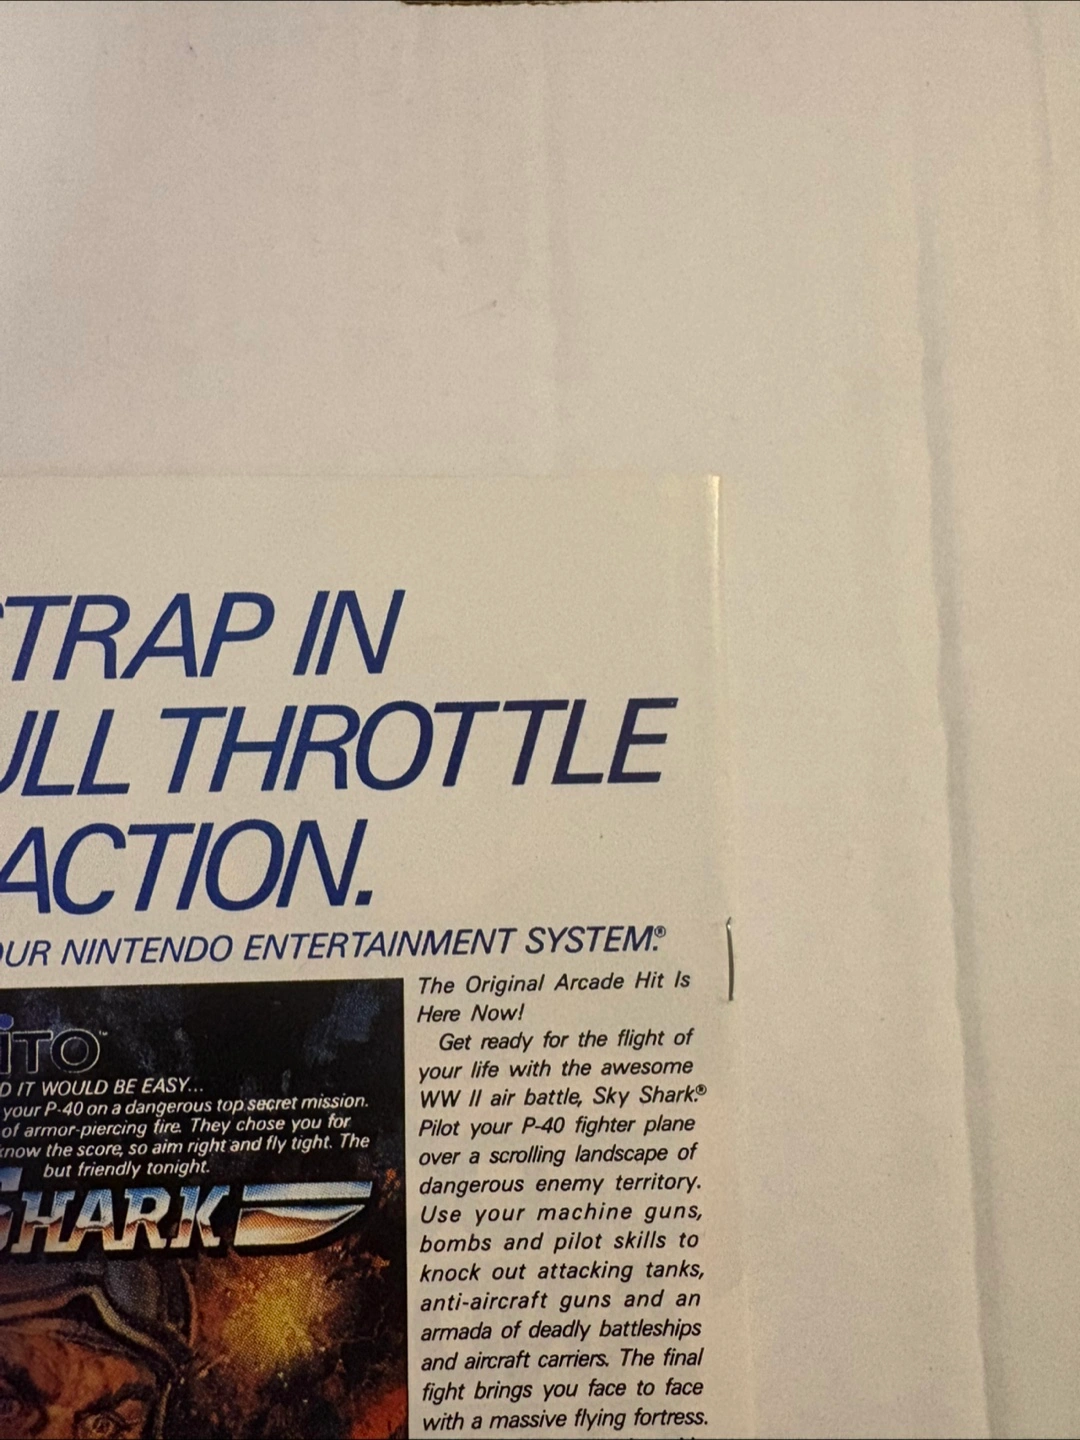 STRAP IN
ULL THROTTLE
ACTION.
OUR NINTENDO ENTERTAINMENT SYSTEM.®
ITO™
D IT WOULD BE EASY...
your P-40 on a dangerous top secret mission.
of armor-piercing fire. They chose you for
know the score, so aim right and fly tight. The
but friendly tonight.
SHARK
The Original Arcade Hit Is
Here Now!
Get ready for the flight of
your life with the awesome
WW II air battle, Sky Shark.®
Pilot your P-40 fighter plane
over a scrolling landscape of
dangerous enemy territory.
Use your machine guns,
bombs and pilot skills to
knock out attacking tanks,
anti-aircraft guns and an
armada of deadly battleships
and aircraft carriers. The final
fight brings you face to face
with a massive flying fortress.